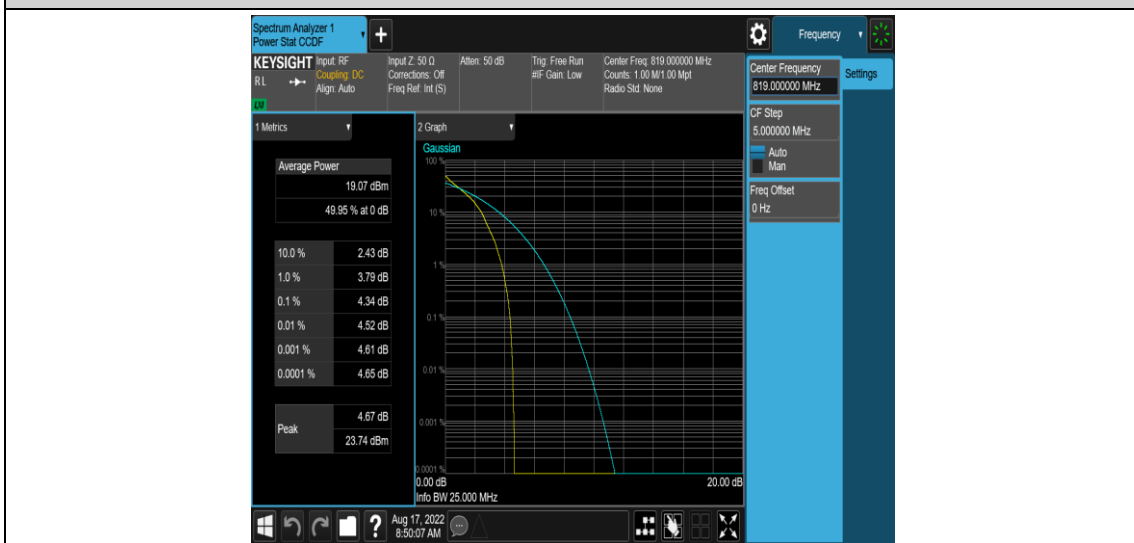 Spectrum Analyzer 1
Power Stat CCDF
+
Frequency
KEYSIGHT
RL
LXI
Input: RF
Coupling: DC
Align: Auto
Input Z: 50 Ω
Corrections: Off
Freq Ref: Int (S)
Atten: 50 dB
Trig: Free Run
#IF Gain: Low
Center Freq: 819.000000 MHz
Counts: 1.00 M/1.00 Mpt
Radio Std: None
Center Frequency
819.000000 MHz
Settings
CF Step
5.000000 MHz
Auto
Man
Freq Offset
0 Hz
1 Metrics
Average Power
19.07 dBm
49.95 % at 0 dB
10.0 % 2.43 dB
1.0 % 3.79 dB
0.1 % 4.34 dB
0.01 % 4.52 dB
0.001 % 4.61 dB
0.0001 % 4.65 dB
Peak
4.67 dB
23.74 dBm
2 Graph
Gaussian
100 %
10 %
1 %
0.1 %
0.01 %
0.001 %
0.0001 %
0.00 dB 20.00 dB
Info BW 25.000 MHz
?
Aug 17, 2022
8:50:07 AM